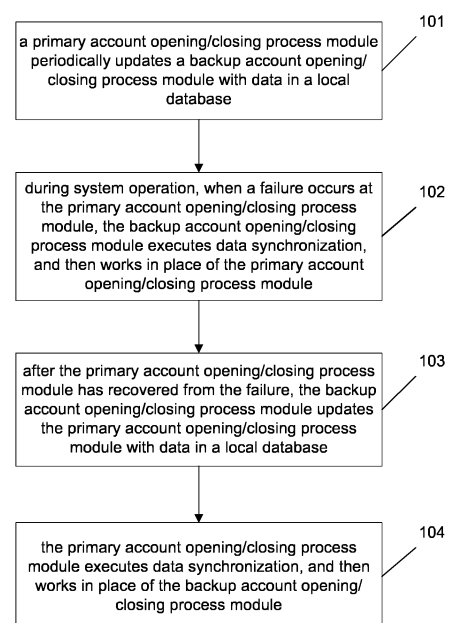 101
a primary account opening/closing process module
periodically updates a backup account opening/
closing process module with data in a local
database
102
during system operation, when a failure occurs at
the primary account opening/closing process
module, the backup account opening/closing
process module executes data synchronization,
and then works in place of the primary account
opening/closing process module
103
after the primary account opening/closing process
module has recovered from the failure, the backup
account opening/closing process module updates
the primary account opening/closing process
module with data in a local database
104
the primary account opening/closing process
module executes data synchronization, and then
works in place of the backup account opening/
closing process module